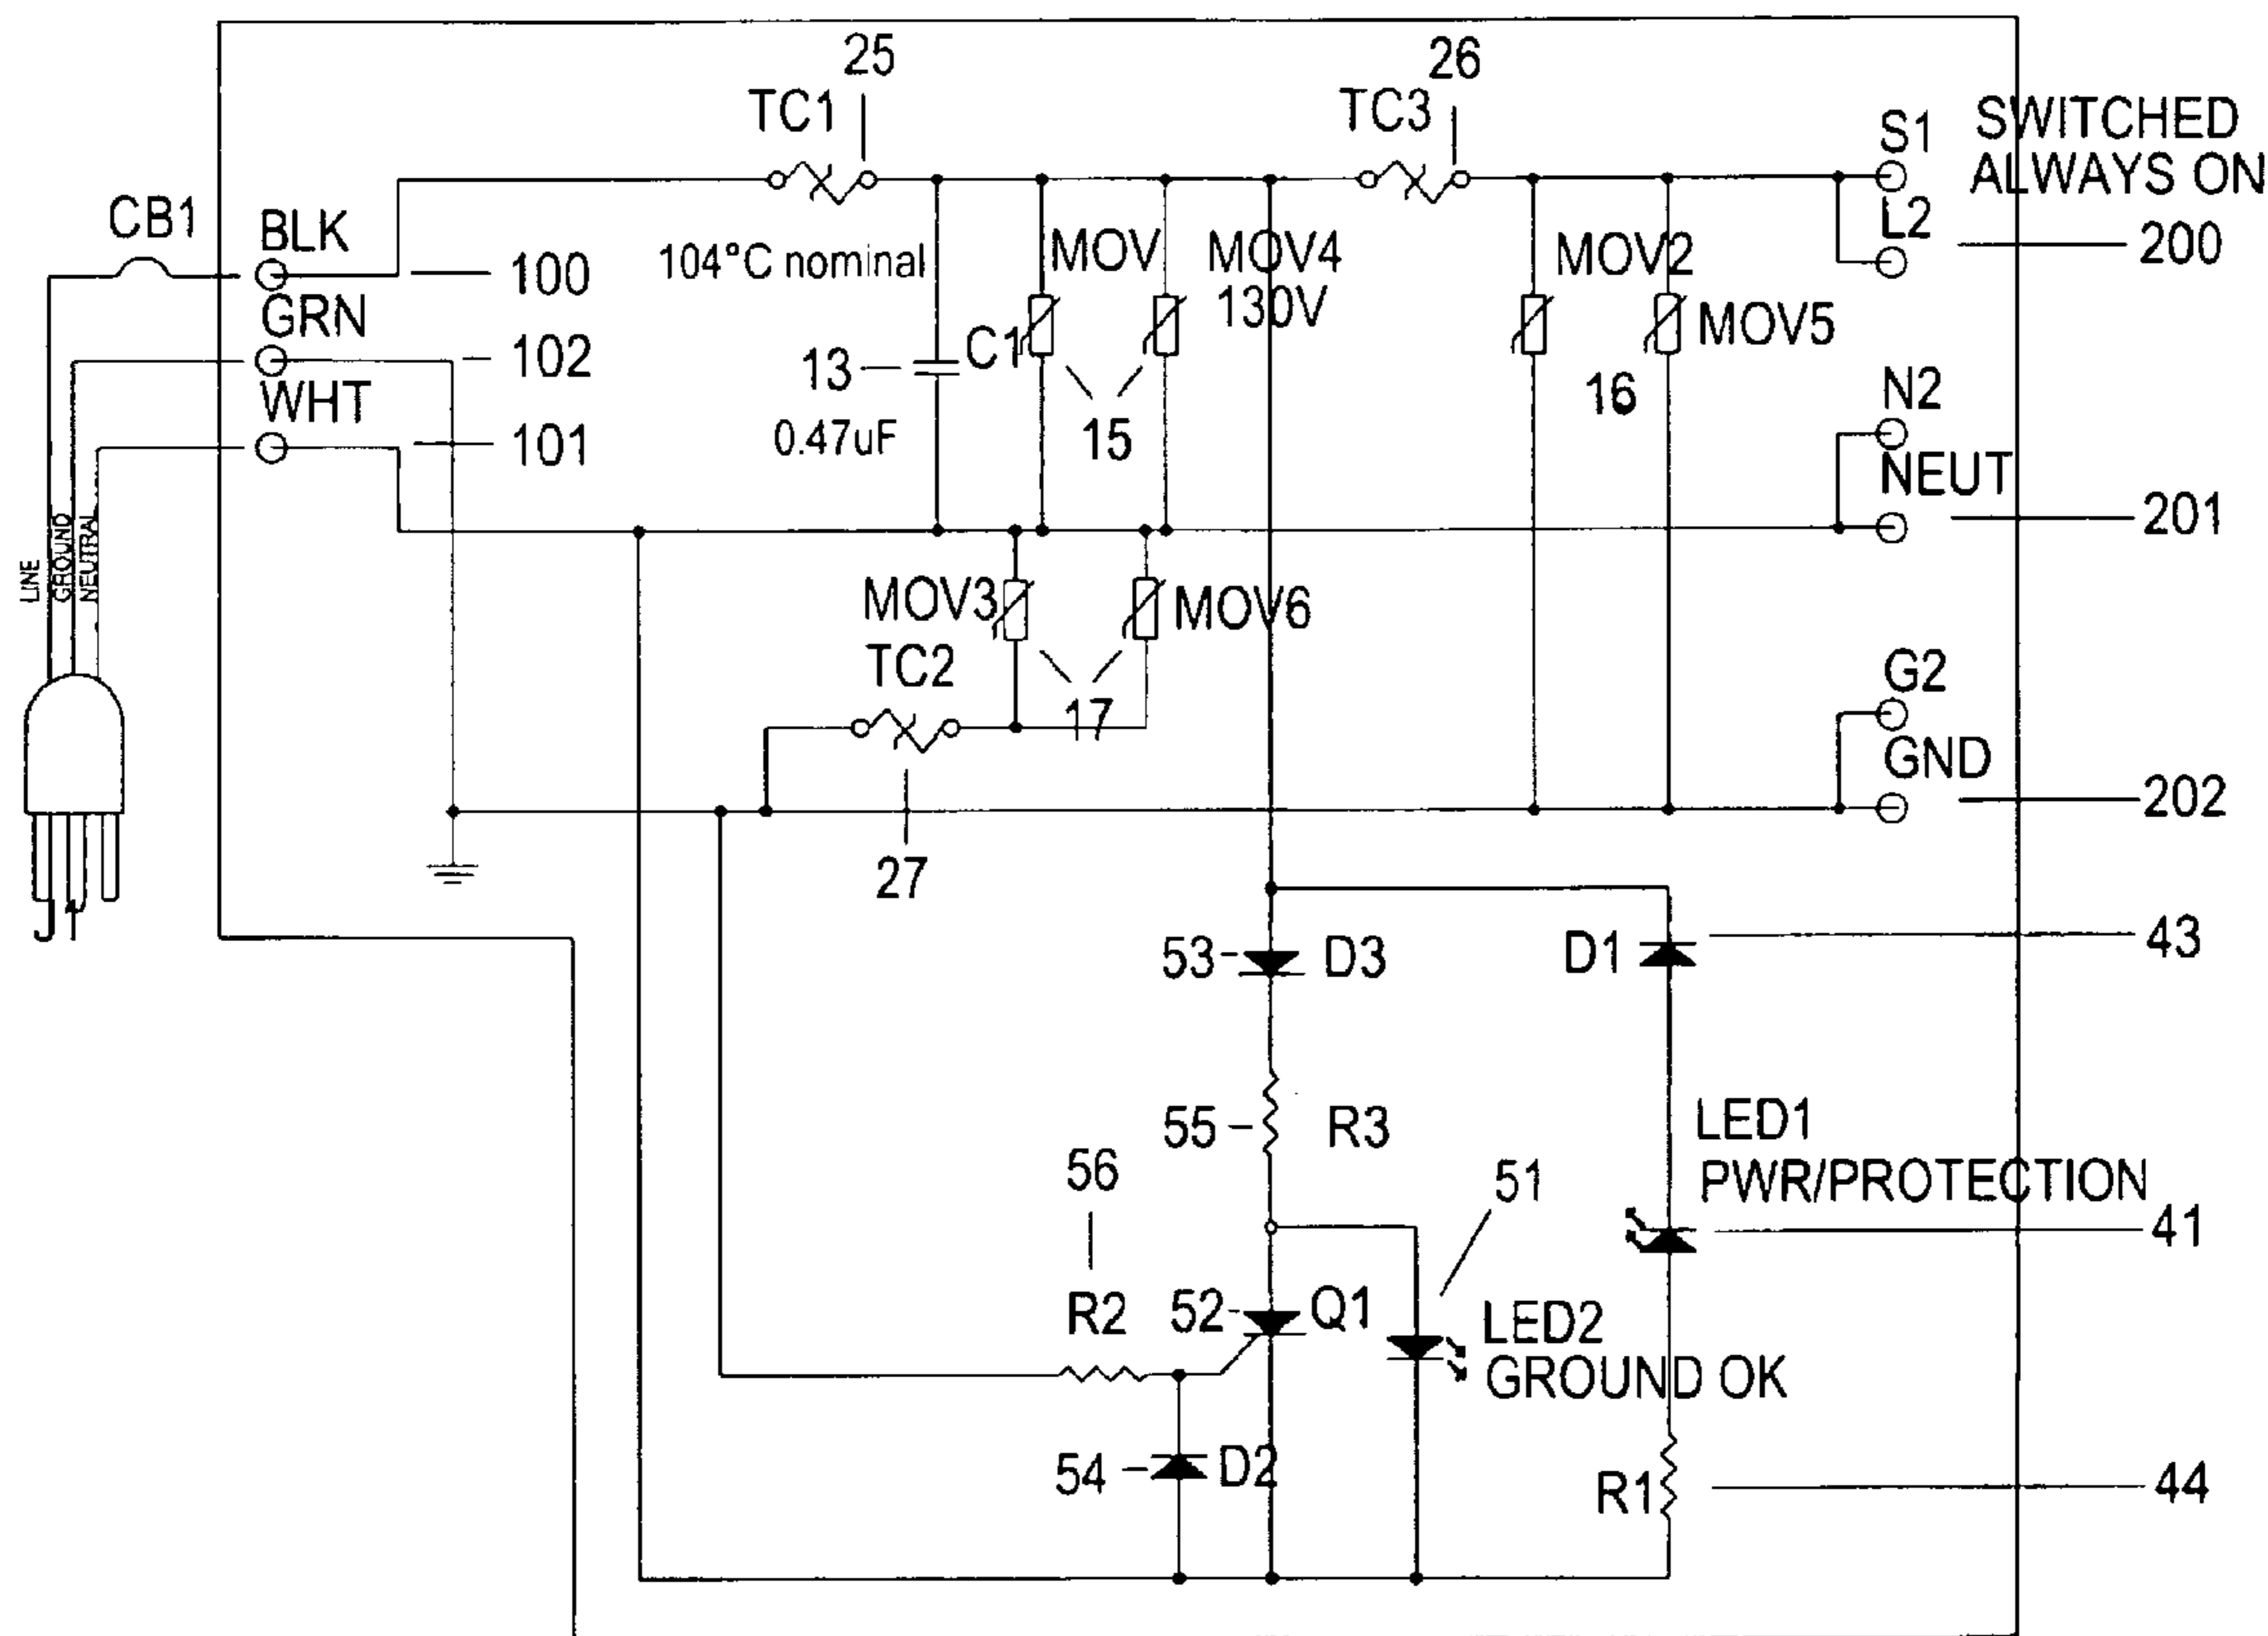 25
26
TC1
TC3
S1
SWITCHED
ALWAYS ON
CB1
BLK
L2
200
104°C nominal
MOV
MOV4
130V
MOV2
100
GRN
C1
MOV5
102
13
WHT
16
N2
101
0.47uF
15
NEUT
201
LINE
GROUND
NEUTRAL
MOV3
MOV6
TC2
G2
17
GND
202
27
J1
53
D3
D1
43
55
R3
LED1
PWR/PROTECTION
56
51
41
R2
52
Q1
LED2
GROUND OK
54
D2
R1
44